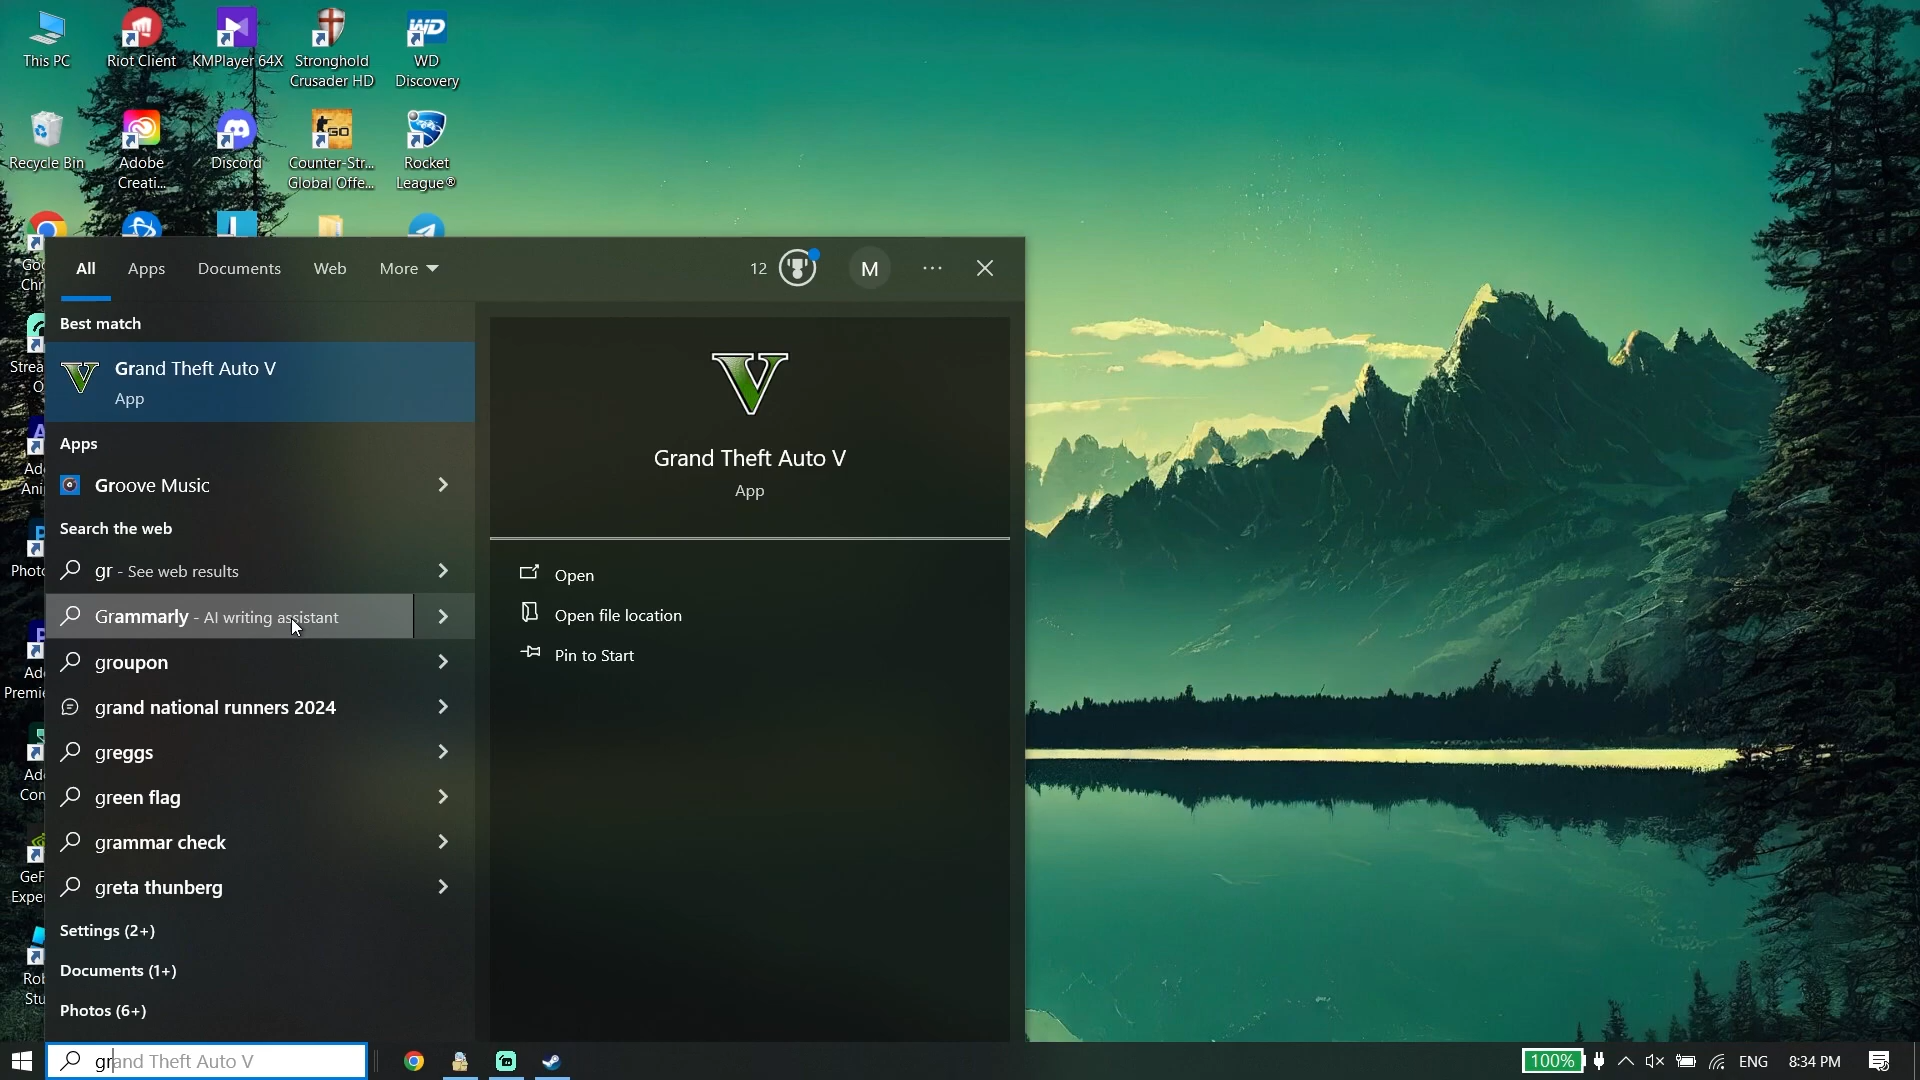 This PC
Riot Client
KMPlayer 64X
Stronghold
Crusader HD
WD
Discovery
Recycle Bin
Adobe
Creati...
Discord
Counter-Str...
Global Offe...
Rocket
League®
All
Apps
Documents
Web
More
12
M
Best match
Grand Theft Auto V
App
Apps
Groove Music
Search the web
gr - See web results
Grammarly - AI writing assistant
groupon
grand national runners 2024
greggs
green flag
grammar check
greta thunberg
Settings (2+)
Documents (1+)
Photos (6+)
Grand Theft Auto V
App
Open
Open file location
Pin to Start
grand Theft Auto V
100%
ENG
8:34 PM